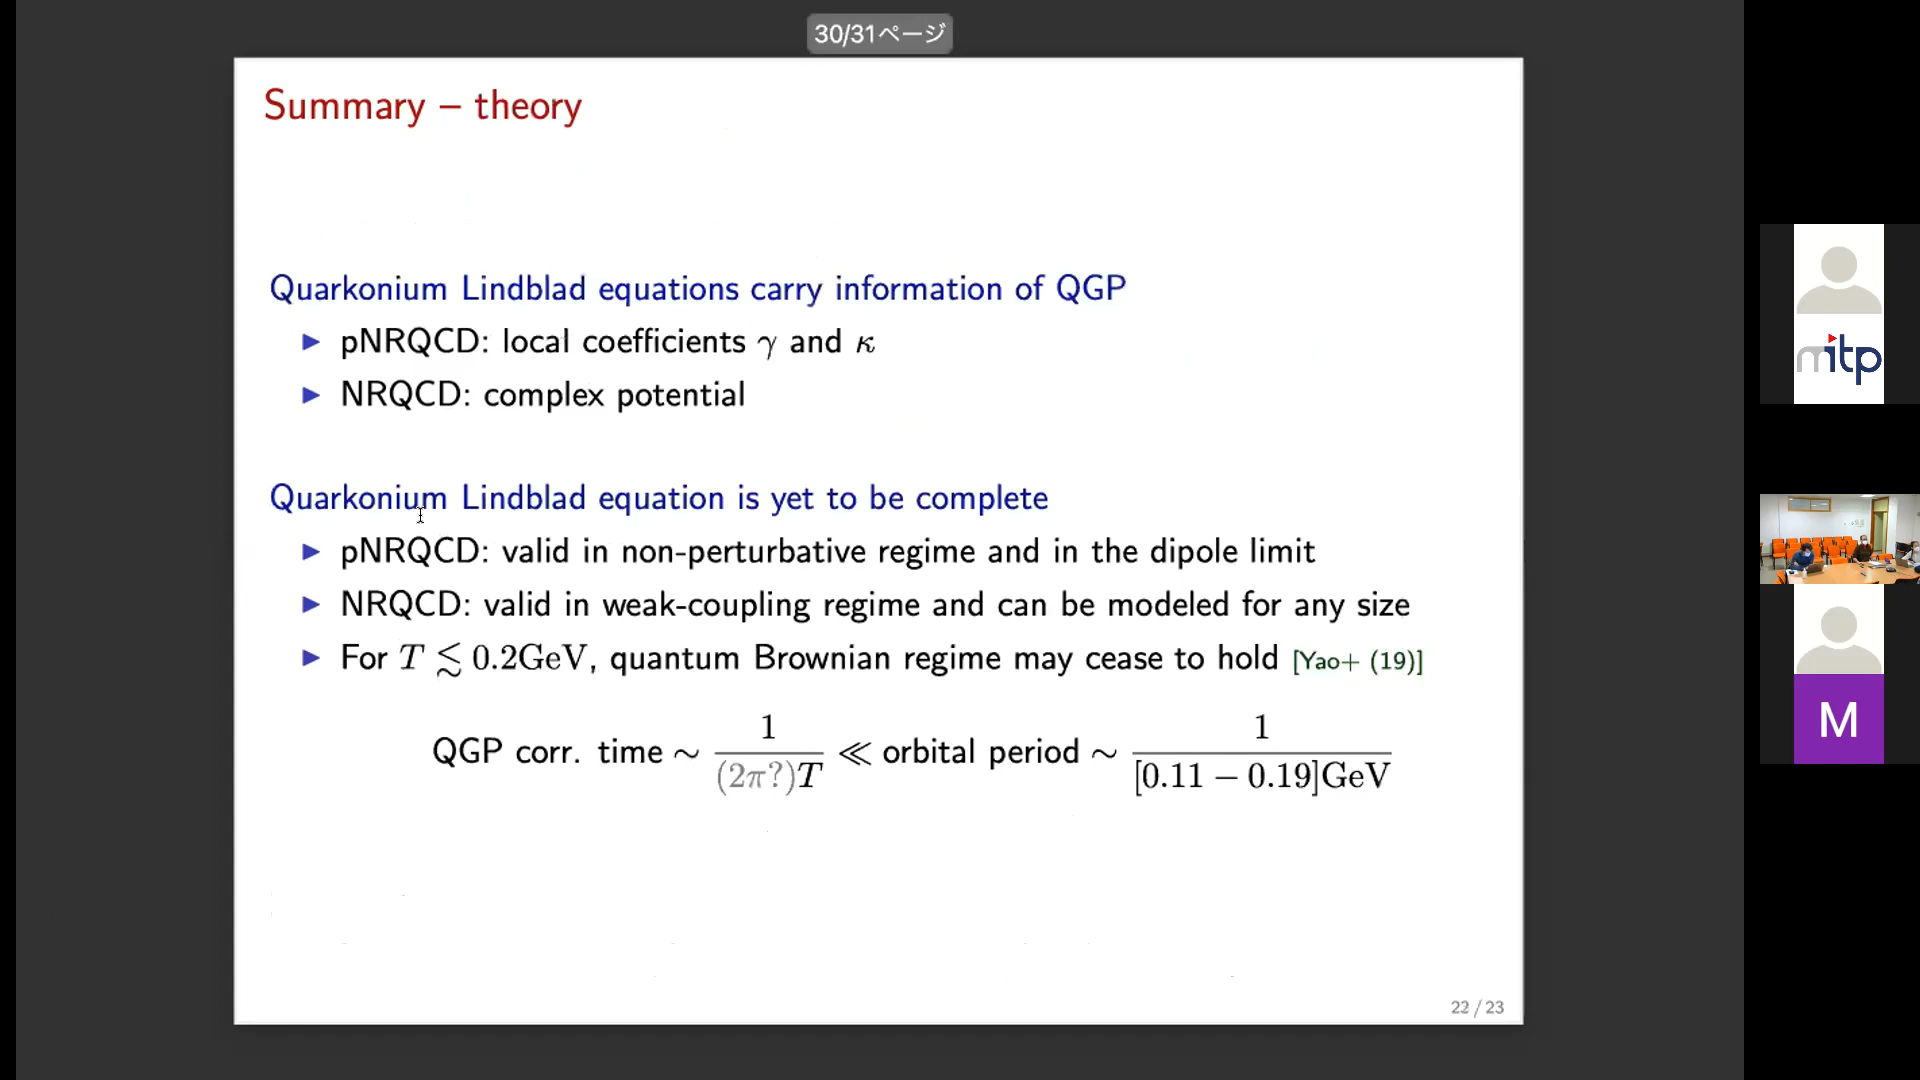 30/31ページ
Summary – theory
Quarkonium Lindblad equations carry information of QGP
▶ pNRQCD: local coefficients γ and κ
▶ NRQCD: complex potential
Quarkonium Lindblad equation is yet to be complete
▶ pNRQCD: valid in non-perturbative regime and in the dipole limit
▶ NRQCD: valid in weak-coupling regime and can be modeled for any size
▶ For T ≲ 0.2GeV, quantum Brownian regime may cease to hold [Yao+ (19)]
QGP corr. time ~ 1/((2π?)T) ≪ orbital period ~ 1/([0.11 − 0.19]GeV)
22 / 23
mitp
M